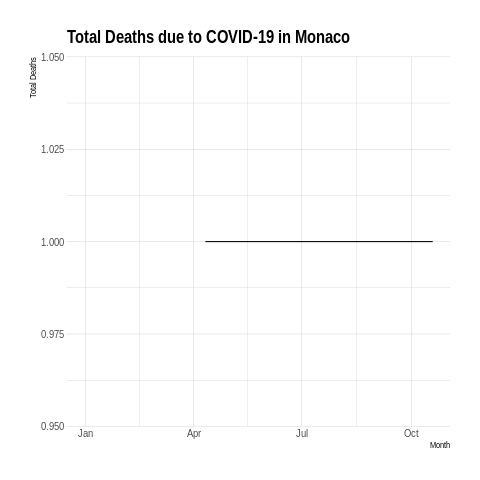 Total Deaths due to COVID-19 in Monaco
Total Deaths
1.050
1.025
1.000
0.975
0.950
Jan Apr Jul Oct
Month